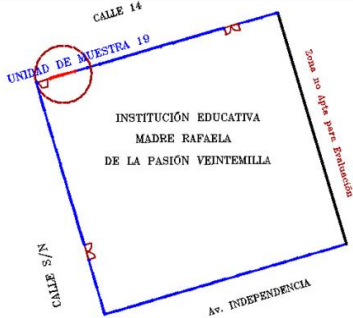 CALLE 14
UNIDAD DE MUESTRA 19
Zona no Apta para Evaluación
INSTITUCIÓN EDUCATIVA
MADRE RAFAELA
DE LA PASIÓN VEINTEMILLA
CALLE S/N
Av. INDEPENDENCIA